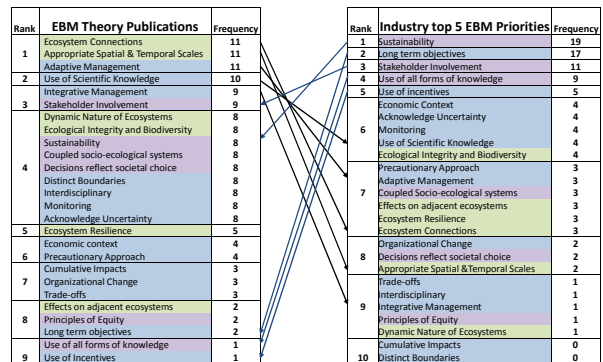 Rank EBM Theory Publications Frequency
1 Ecosystem Connections 11
Appropriate Spatial & Temporal Scales 11
Adaptive Management 11
2 Use of Scientific Knowledge 10
3 Integrative Management 9
Stakeholder Involvement 9
4 Dynamic Nature of Ecosystems 8
Ecological Integrity and Biodiversity 8
Sustainability 8
Coupled socio-ecological systems 8
Decisions reflect societal choice 8
Distinct Boundaries 8
Interdisciplinary 8
Monitoring 8
Acknowledge Uncertainty 8
5 Ecosystem Resilience 5
6 Economic context 4
Precautionary Approach 4
7 Cumulative Impacts 3
Organizational Change 3
Trade-offs 3
8 Effects on adjacent ecosystems 2
Principles of Equity 2
Long term objectives 2
9 Use of all forms of knowledge 1
Use of Incentives 1
Rank Industry top 5 EBM Priorities Frequency
1 Sustainability 19
2 Long term objectives 17
3 Stakeholder Involvement 11
4 Use of all forms of knowledge 9
5 Use of incentives 5
6 Economic Context 4
Acknowledge Uncertainty 4
Monitoring 4
Use of Scientific Knowledge 4
Ecological Integrity and Biodiversity 4
7 Precautionary Approach 3
Adaptive Management 3
Coupled Socio-ecological systems 3
Effects on adjacent ecosystems 3
Ecosystem Resilience 3
Ecosystem Connections 3
8 Organizational Change 2
Decisions reflect societal choice 2
Appropriate Spatial &Temporal Scales 2
9 Trade-offs 1
Interdisciplinary 1
Integrative Management 1
Principles of Equity 1
Dynamic Nature of Ecosystems 1
10 Cumulative Impacts 0
Distinct Boundaries 0